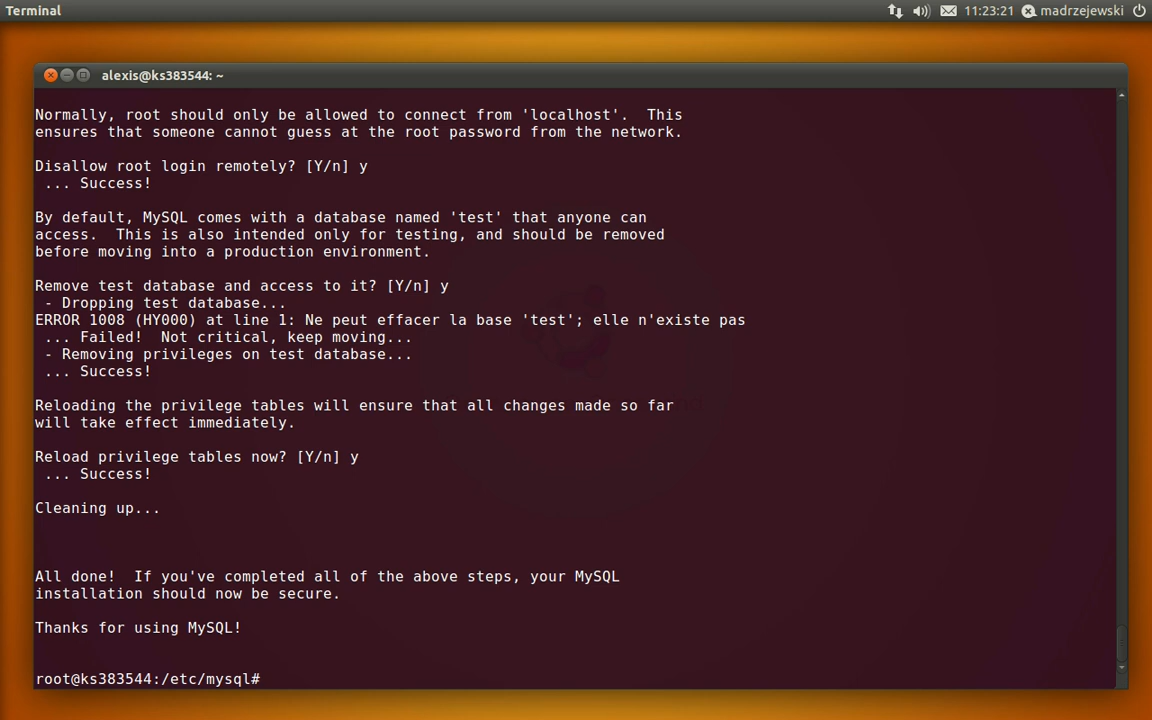 Terminal
11:23:21
madrzejewski
alexis@ks383544: ~
Normally, root should only be allowed to connect from 'localhost'.  This
ensures that someone cannot guess at the root password from the network.
Disallow root login remotely? [Y/n] y
 ... Success!
By default, MySQL comes with a database named 'test' that anyone can
access.  This is also intended only for testing, and should be removed
before moving into a production environment.
Remove test database and access to it? [Y/n] y
 - Dropping test database...
ERROR 1008 (HY000) at line 1: Ne peut effacer la base 'test'; elle n'existe pas
 ... Failed!  Not critical, keep moving...
 - Removing privileges on test database...
 ... Success!
Reloading the privilege tables will ensure that all changes made so far
will take effect immediately.
Reload privilege tables now? [Y/n] y
 ... Success!
Cleaning up...
All done!  If you've completed all of the above steps, your MySQL
installation should now be secure.
Thanks for using MySQL!
root@ks383544:/etc/mysql#